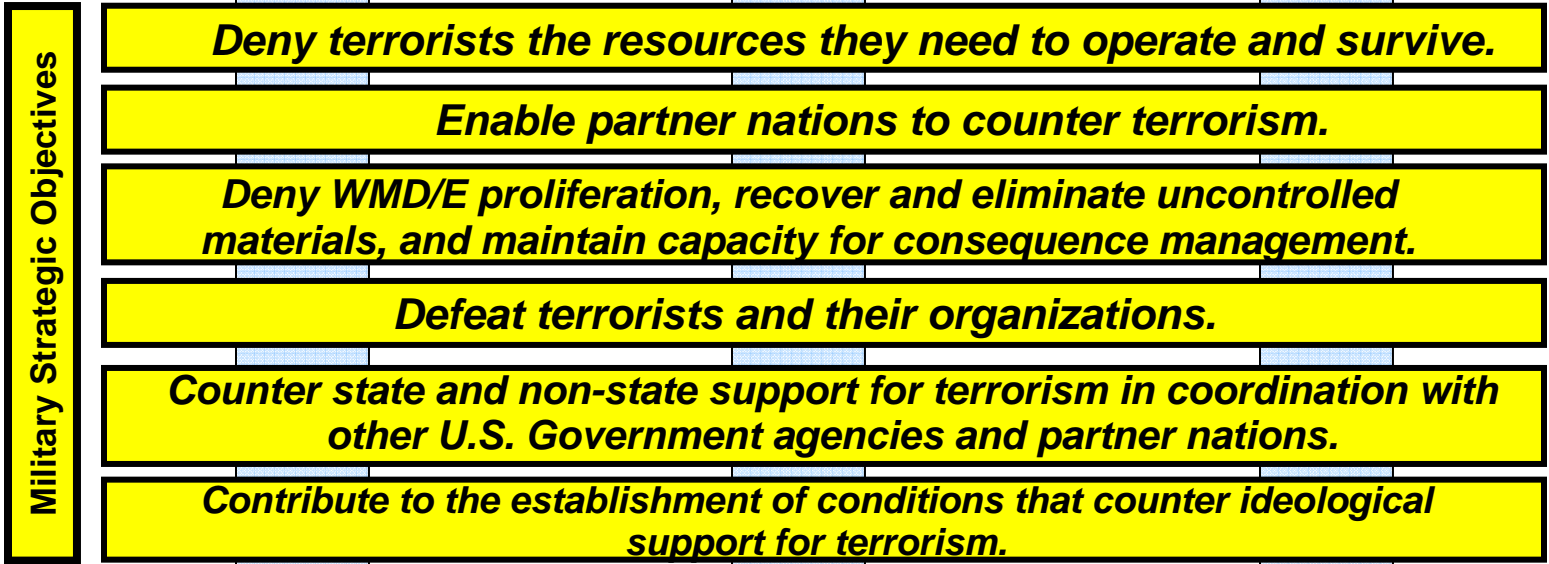 Military Strategic Objectives
Deny terrorists the resources they need to operate and survive.
Enable partner nations to counter terrorism.
Deny WMD/E proliferation, recover and eliminate uncontrolled
materials, and maintain capacity for consequence management.
Defeat terrorists and their organizations.
Counter state and non-state support for terrorism in coordination with
other U.S. Government agencies and partner nations.
Contribute to the establishment of conditions that counter ideological
support for terrorism.